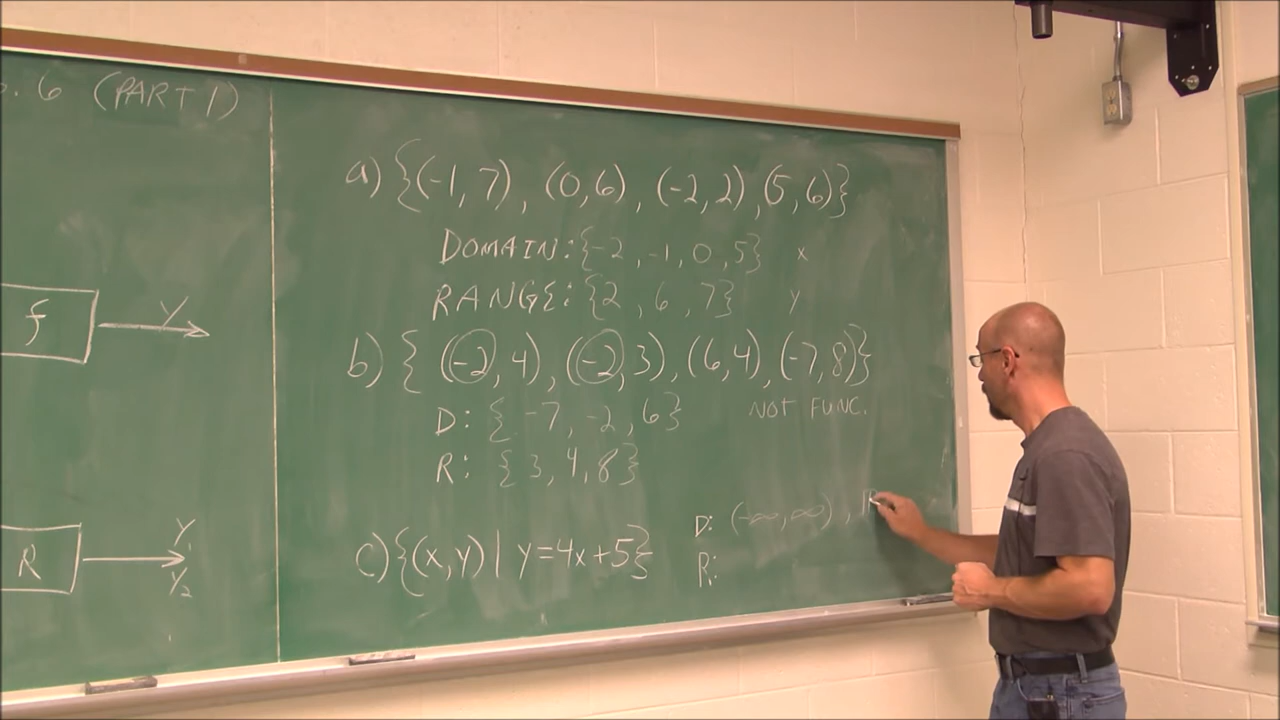 . 6 (PART 1)
f
Y
R
Y₁
Y₂
a) {(-1, 7), (0, 6), (-2, 2), (5, 6)}
DOMAIN: {-2, -1, 0, 5} x
RANGE: {2, 6, 7} y
b) {(-2, 4), (-2, 3), (6, 4), (-7, 8)}
D: {-7, -2, 6} NOT FUNC.
R: {3, 4, 8}
c) {(x, y) | y = 4x + 5}
D: (-∞, ∞), R
R: